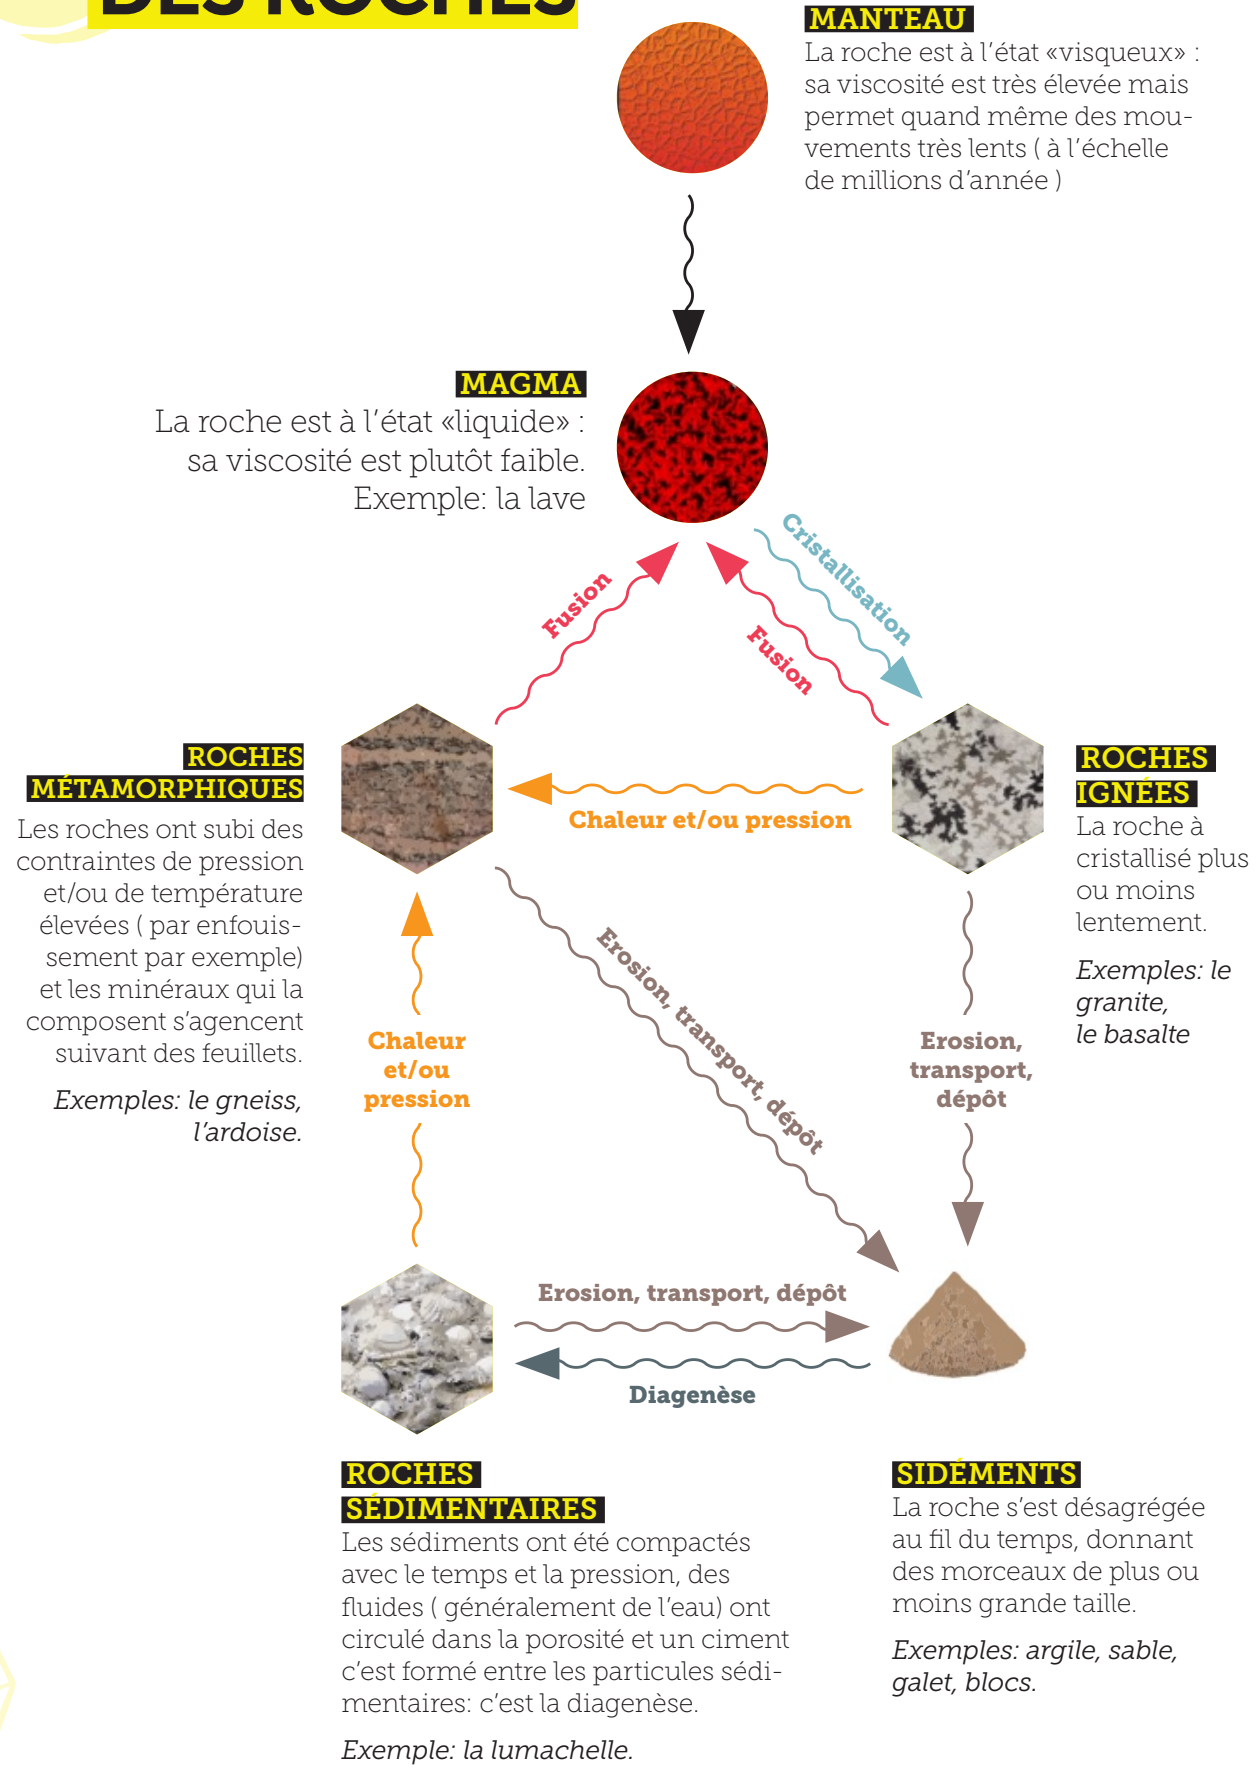 DES ROCHES
MANTEAU
La roche est à l’état «visqueux» :
sa viscosité est très élevée mais
permet quand même des mou-
vements très lents ( à l’échelle
de millions d’année )
MAGMA
La roche est à l’état «liquide» :
sa viscosité est plutôt faible.
Exemple: la lave
Cristallisation
Fusion
Fusion
ROCHES
MÉTAMORPHIQUES
Les roches ont subi des
contraintes de pression
et/ou de température
élevées ( par enfouis-
sement par exemple)
et les minéraux qui la
composent s’agencent
suivant des feuillets.
Exemples: le gneiss,
l’ardoise.
Chaleur et/ou pression
ROCHES
IGNÉES
La roche à
cristallisé plus
ou moins
lentement.
Exemples: le
granite,
le basalte
Chaleur
et/ou
pression
Erosion, transport, dépôt
Erosion,
transport,
dépôt
Erosion, transport, dépôt
Diagenèse
ROCHES
SÉDIMENTAIRES
Les sédiments ont été compactés
avec le temps et la pression, des
fluides ( généralement de l’eau) ont
circulé dans la porosité et un ciment
c’est formé entre les particules sédi-
mentaires: c’est la diagenèse.
Exemple: la lumachelle.
SIDÉMENTS
La roche s’est désagrégée
au fil du temps, donnant
des morceaux de plus ou
moins grande taille.
Exemples: argile, sable,
galet, blocs.